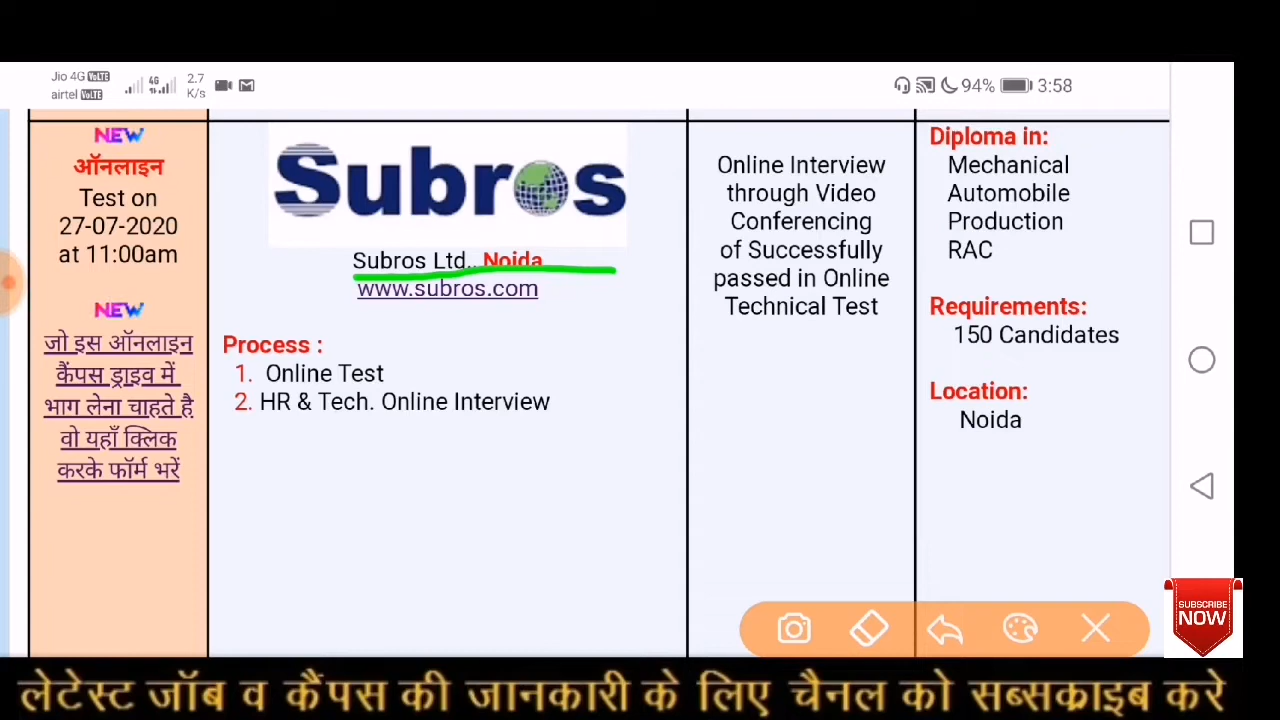 Jio 4G VoLTE
airtel VoLTE
4G
2.7
K/s
94%
3:58
NEW
ऑनलाइन
Test on
27-07-2020
at 11:00am
NEW
जो इस ऑनलाइन
कैंपस ड्राइव में
भाग लेना चाहते है
वो यहाँ क्लिक
करके फॉर्म भरें
Subros
Subros Ltd., Noida
www.subros.com
Process :
1. Online Test
2. HR & Tech. Online Interview
Online Interview
through Video
Conferencing
of Successfully
passed in Online
Technical Test
Diploma in:
Mechanical
Automobile
Production
RAC
Requirements:
150 Candidates
Location:
Noida
SUBSCRIBE
NOW
लेटेस्ट जॉब व कैंपस की जानकारी के लिए चैनल को सब्सक्राइब करे